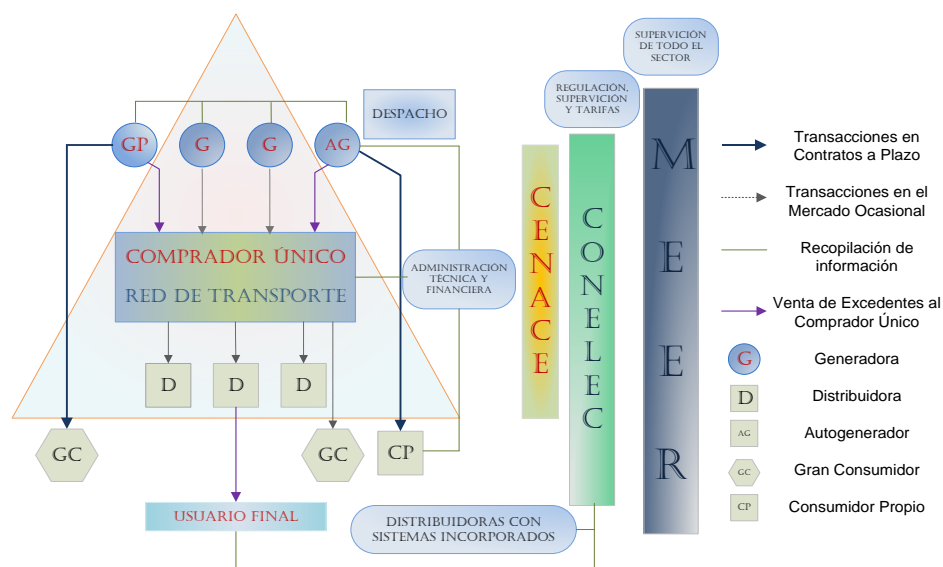 SUPERVISIÓN
DE TODO EL
SECTOR
REGULACIÓN,
SUPERVISIÓN
Y TARIFAS
DESPACHO
GP
G
G
AG
COMPRADOR ÚNICO
RED DE TRANSPORTE
ADMINISTRACIÓN
TÉCNICA Y
FINANCIERA
D
D
D
GC
GC
CP
USUARIO FINAL
DISTRIBUIDORAS CON
SISTEMAS INCORPORADOS
CENACE
CONELEC
MEER
Transacciones en
Contratos a Plazo
Transacciones en el
Mercado Ocasional
Recopilación de
información
Venta de Excedentes al
Comprador Único
G
Generadora
D
Distribuidora
AG
Autogenerador
GC
Gran Consumidor
CP
Consumidor Propio